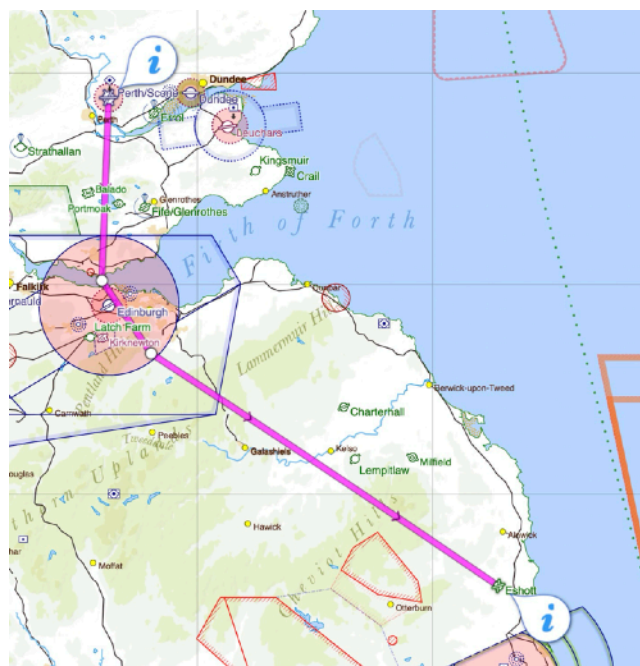 Dundee
Perth/Scone
Dundee
Perth
Errol
Leuchars
Strathallan
Kingsmuir
Crail
Balado
Anstruther
Portmoak
Glenrothes
Fife/Glenrothes
Firth of Forth
Falkirk
Dunbar
Edinburgh
Latch Farm
Kirknewton
Lammermuir Hills
Pentland Hills
Berwick-upon-Tweed
Carnwath
Charterhall
Peebles
Tweeddale
Galashiels
Kelso
Lempitlaw
Milfield
Hawick
Alnwick
Cheviot Hills
Moffat
Eshott
Otterburn